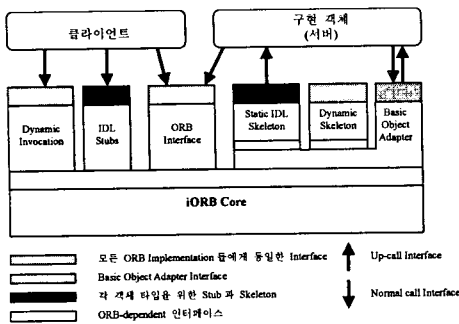 클라이언트
구현 객체
(서버)
Dynamic
Invocation
IDL
Stubs
ORB
Interface
Static IDL
Skeleton
Dynamic
Skeleton
Basic
Object
Adapter
iORB Core
모든 ORB Implementation 들에게 동일한 Interface
Basic Object Adapter Interface
각 객체 타입을 위한 Stub 과 Skeleton
ORB-dependent 인터페이스
Up-call Interface
Normal call Interface